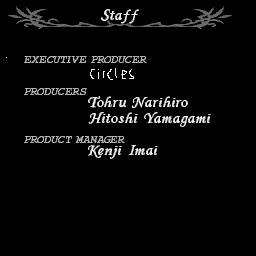 Staff
EXECUTIVE PRODUCER
Circles
PRODUCERS
Tohru Narihiro
Hitoshi Yamagami
PRODUCT MANAGER
Kenji Imai